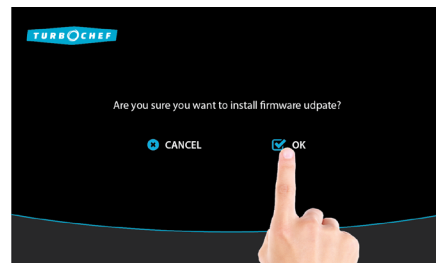 TURBOCHEF
Are you sure you want to install firmware udpate?
CANCEL
OK